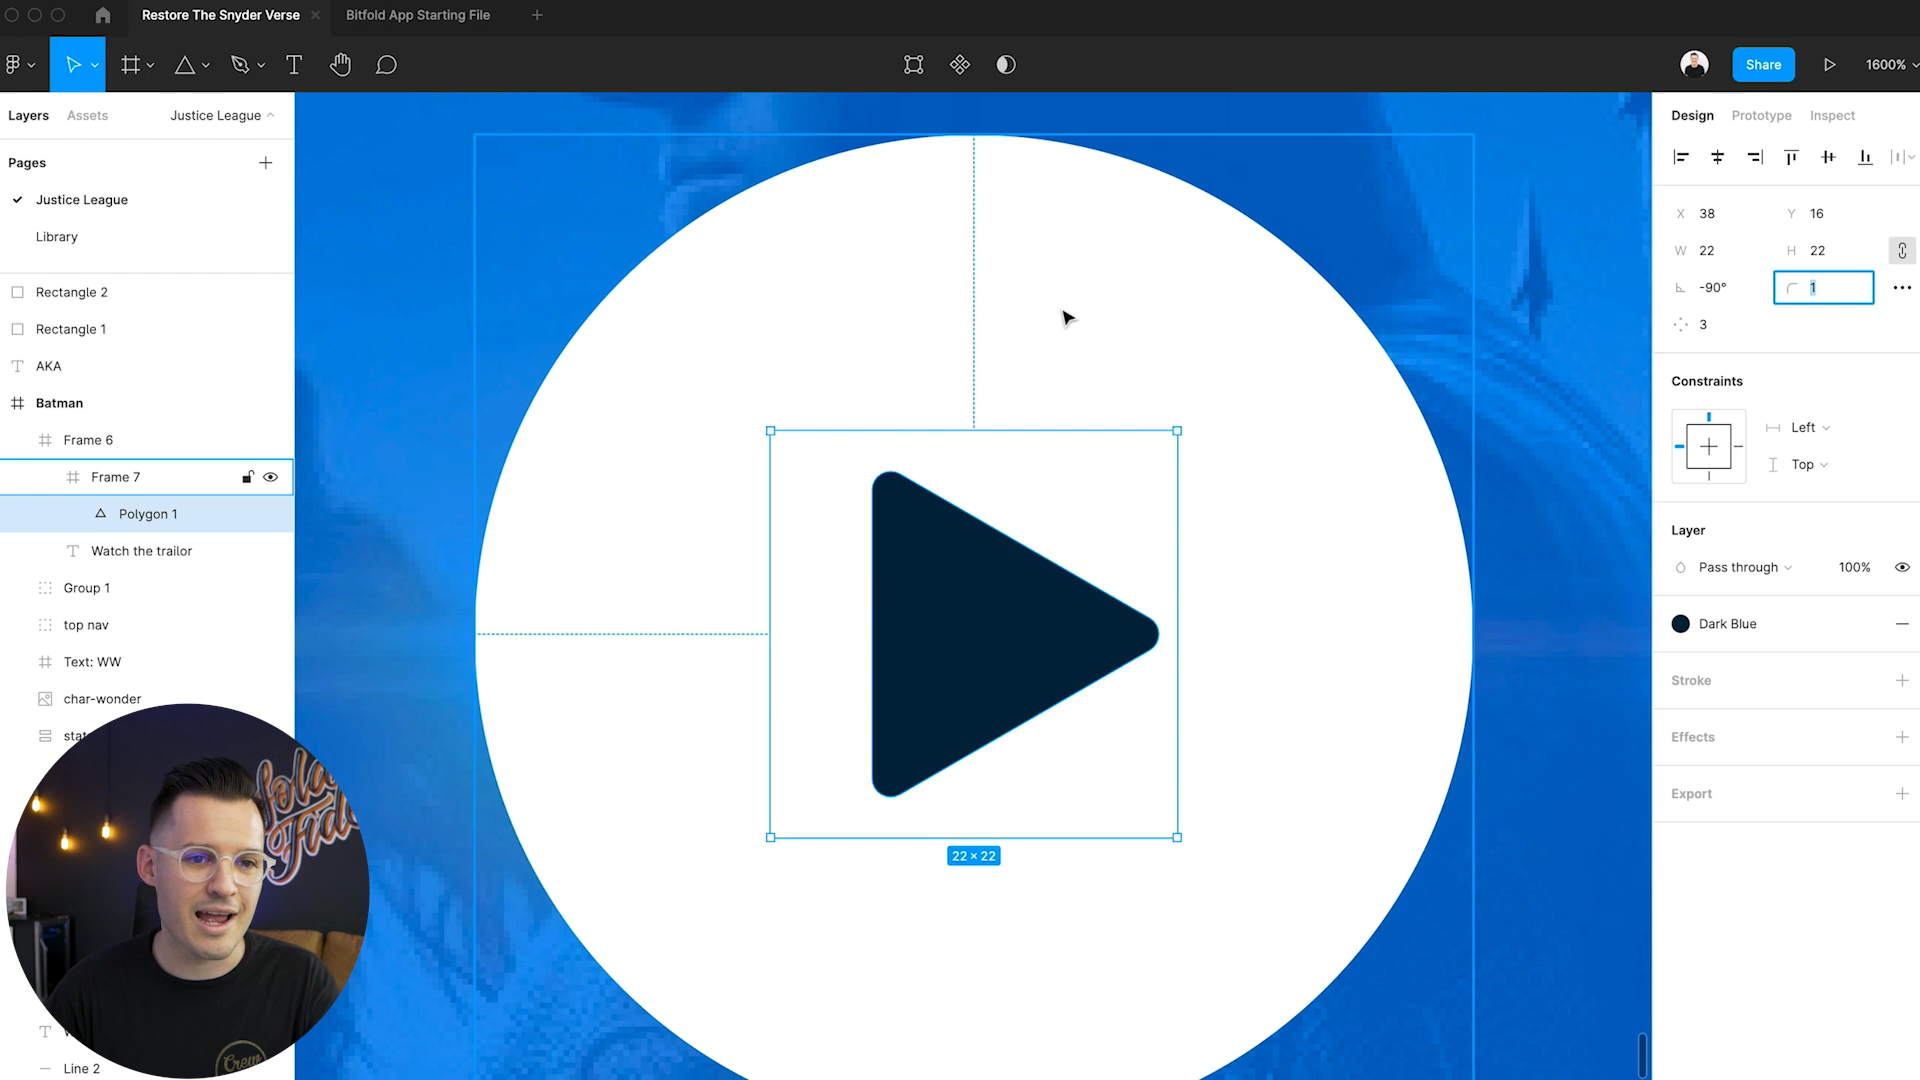 Restore The Snyder Verse
Bitfold App Starting File
Share
1600%
Layers
Assets
Justice League
Pages
Justice League
Library
Rectangle 2
Rectangle 1
AKA
Batman
Frame 6
Frame 7
Polygon 1
Watch the trailor
Group 1
top nav
Text: WW
char-wonder
Line 2
22 × 22
Crew
Design
Prototype
Inspect
X 38
Y 16
W 22
H 22
-90°
1
3
Constraints
Left
Top
Layer
Pass through
100%
Dark Blue
Stroke
Effects
Export